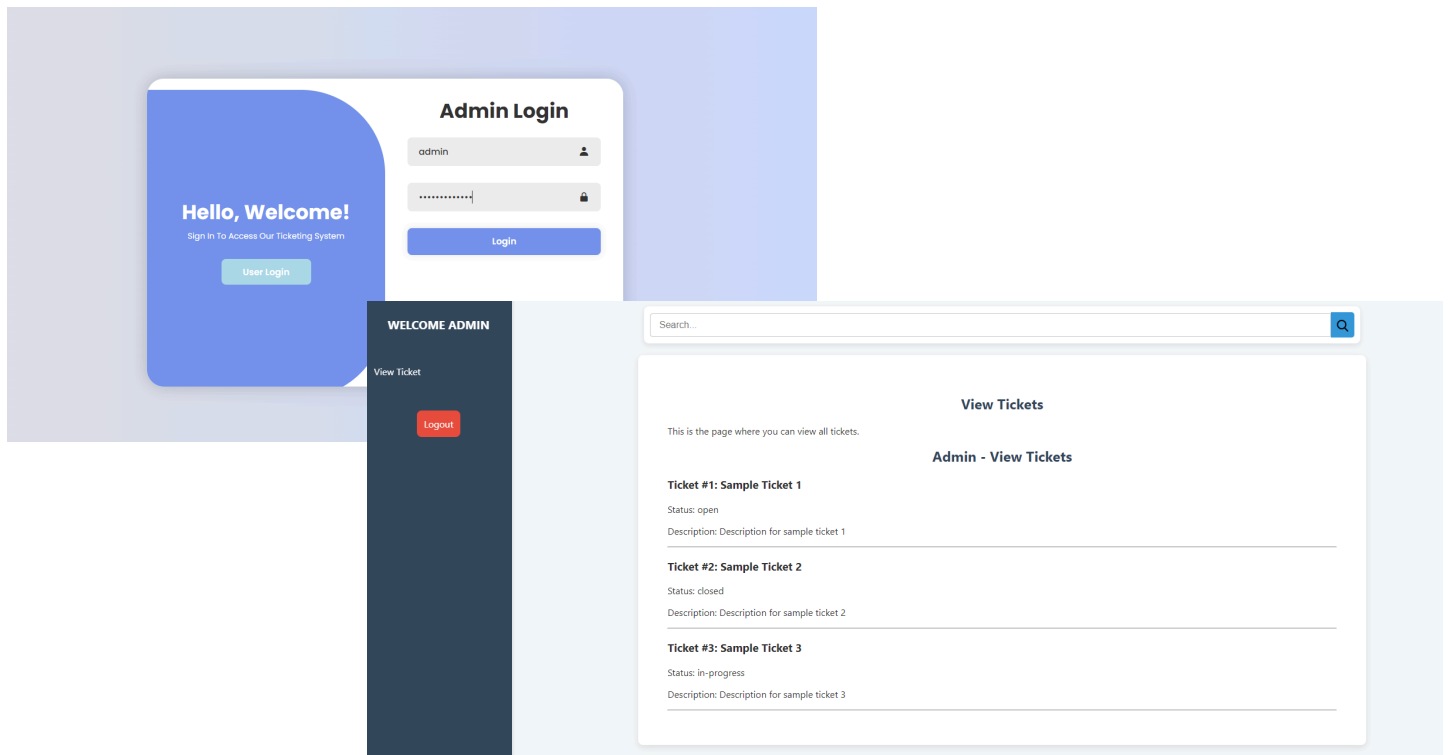 Admin Login
admin
•••••••••••••
Login
Hello, Welcome!
Sign In To Access Our Ticketing System
User Login
WELCOME ADMIN
View Ticket
Logout
Search...
View Tickets
This is the page where you can view all tickets.
Admin - View Tickets
Ticket #1: Sample Ticket 1
Status: open
Description: Description for sample ticket 1
Ticket #2: Sample Ticket 2
Status: closed
Description: Description for sample ticket 2
Ticket #3: Sample Ticket 3
Status: in-progress
Description: Description for sample ticket 3